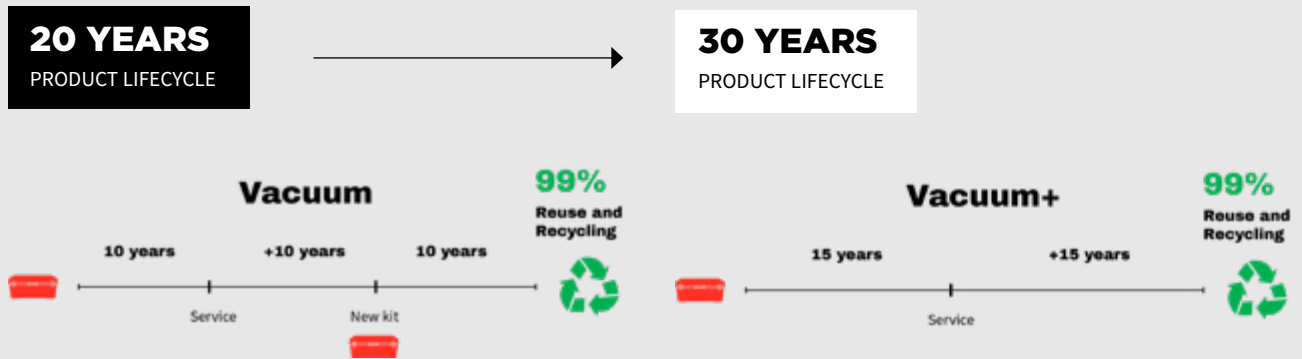 20 YEARS
PRODUCT LIFECYCLE
30 YEARS
PRODUCT LIFECYCLE
Vacuum
99%
Reuse and
Recycling
10 years
+10 years
10 years
Service
New kit
Vacuum+
99%
Reuse and
Recycling
15 years
+15 years
Service